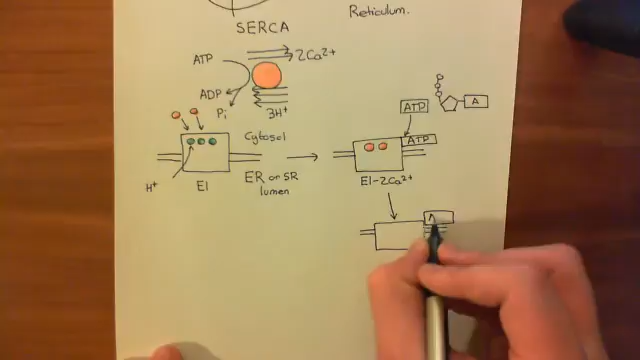 Reticulum.
SERCA
ATP
2Ca²⁺
ADP
Pi
3H⁺
A
ATP
ATP
Cytosol
H⁺
E1
ER or SR
lumen
E1-2Ca²⁺